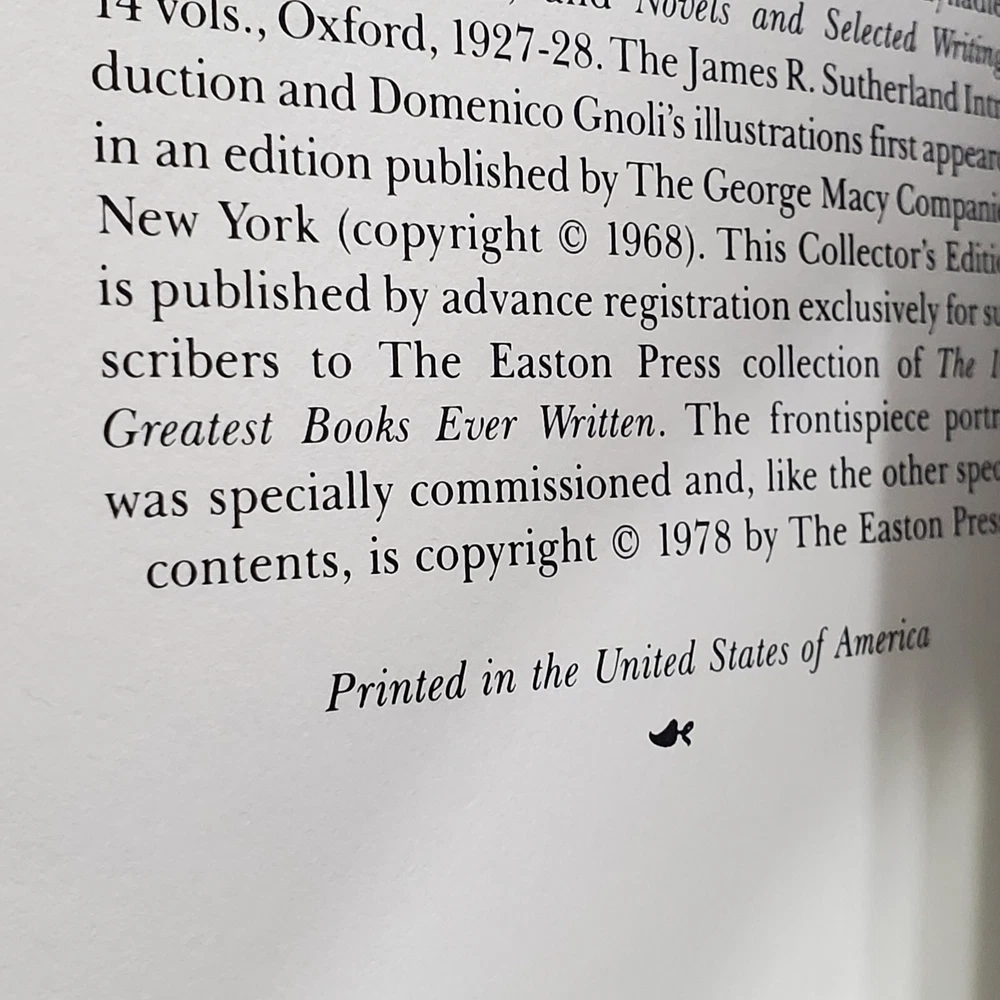 Novels and Selected Writing
14 vols., Oxford, 1927-28. The James R. Sutherland Intr
duction and Domenico Gnoli's illustrations first appear
in an edition published by The George Macy Compani
New York (copyright © 1968). This Collector's Editi
is published by advance registration exclusively for su
scribers to The Easton Press collection of The 1
Greatest Books Ever Written. The frontispiece portr
was specially commissioned and, like the other spec
contents, is copyright © 1978 by The Easton Pres
Printed in the United States of America